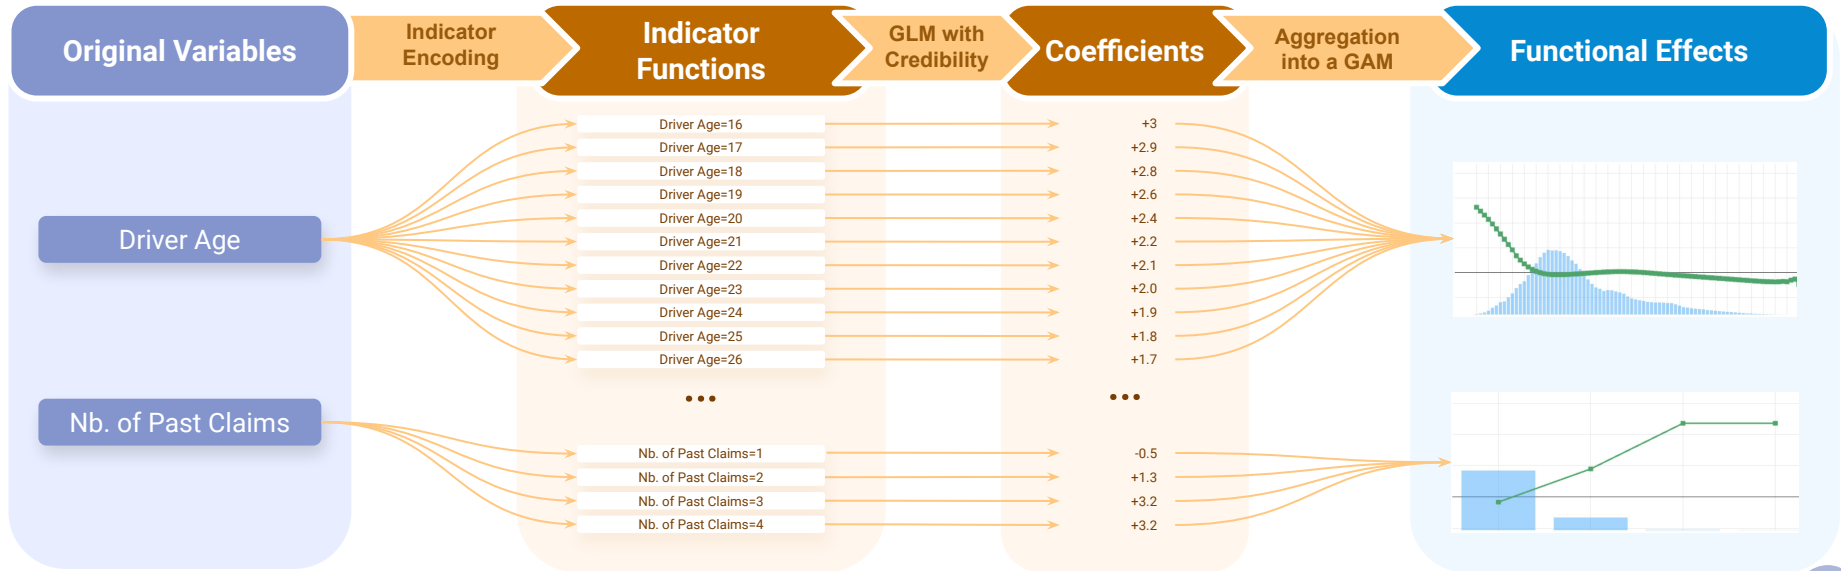 Original Variables
Indicator
Encoding
Indicator
Functions
GLM with
Credibility
Coefficients
Aggregation
into a GAM
Functional Effects
Driver Age
Nb. of Past Claims
Driver Age=16
Driver Age=17
Driver Age=18
Driver Age=19
Driver Age=20
Driver Age=21
Driver Age=22
Driver Age=23
Driver Age=24
Driver Age=25
Driver Age=26
...
Nb. of Past Claims=1
Nb. of Past Claims=2
Nb. of Past Claims=3
Nb. of Past Claims=4
+3
+2.9
+2.8
+2.6
+2.4
+2.2
+2.1
+2.0
+1.9
+1.8
+1.7
...
-0.5
+1.3
+3.2
+3.2